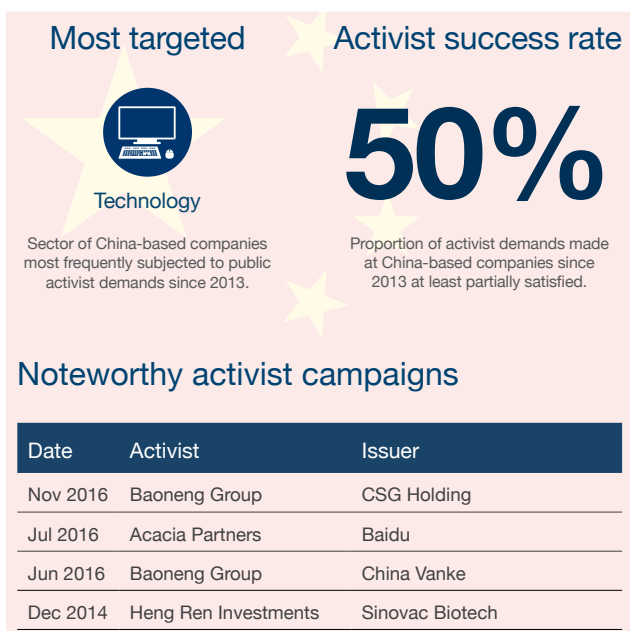 Most targeted
Technology
Sector of China-based companies
most frequently subjected to public
activist demands since 2013.
Activist success rate
50%
Proportion of activist demands made
at China-based companies since
2013 at least partially satisfied.
Noteworthy activist campaigns
Date Activist Issuer
Nov 2016 Baoneng Group CSG Holding
Jul 2016 Acacia Partners Baidu
Jun 2016 Baoneng Group China Vanke
Dec 2014 Heng Ren Investments Sinovac Biotech